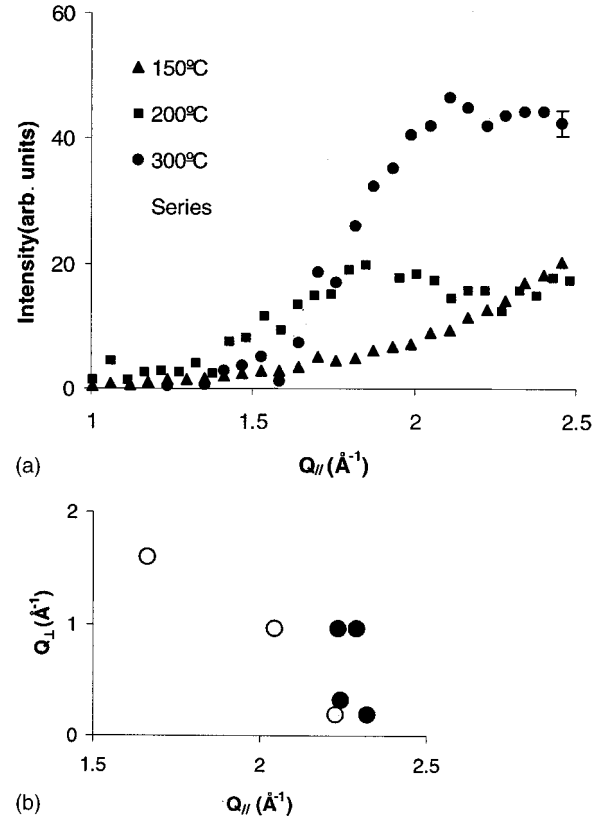 60
40
20
0
Intensity(arb. units)
150ºC
200ºC
300ºC
Series
1
1.5
2
2.5
(a)
Q// (Å-1)
2
1
0
Q⊥ (Å-1)
1.5
2
2.5
(b)
Q// (Å-1)